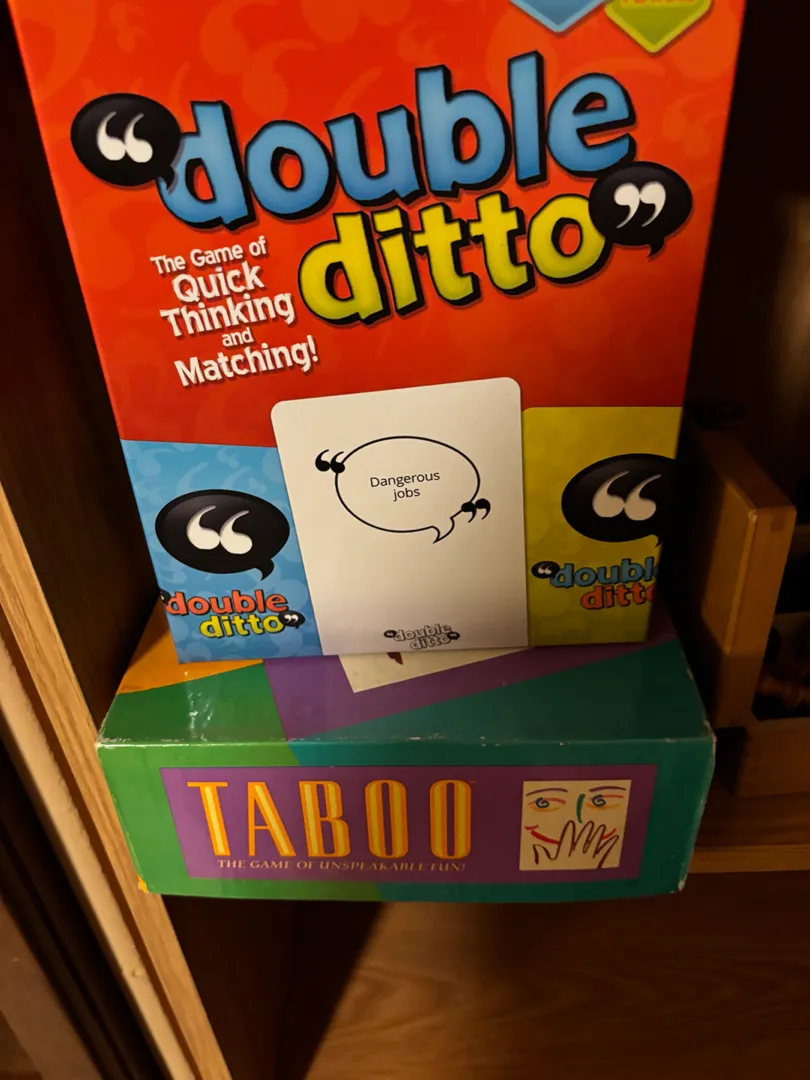 double
ditto
The Game of
Quick
Thinking
and
Matching!
Dangerous
jobs
double
ditto
double
ditto
double
TABOO
THE GAME OF UNSPEAKABLE FUN!